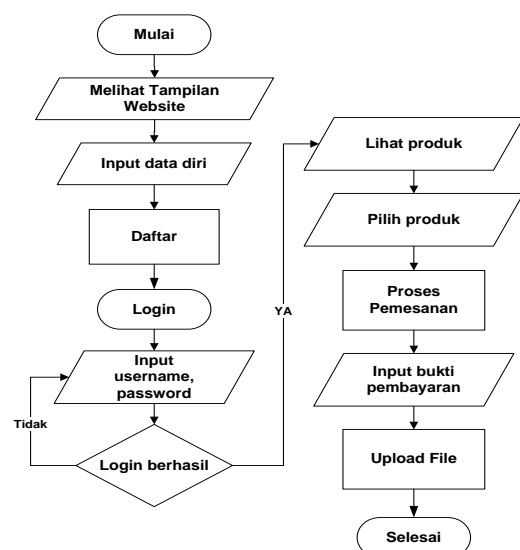 Mulai
Melihat Tampilan
Website
Input data diri
Daftar
Login
Input
username,
password
Tidak
Login berhasil
YA
Lihat produk
Pilih produk
Proses
Pemesanan
Input bukti
pembayaran
Upload File
Selesai